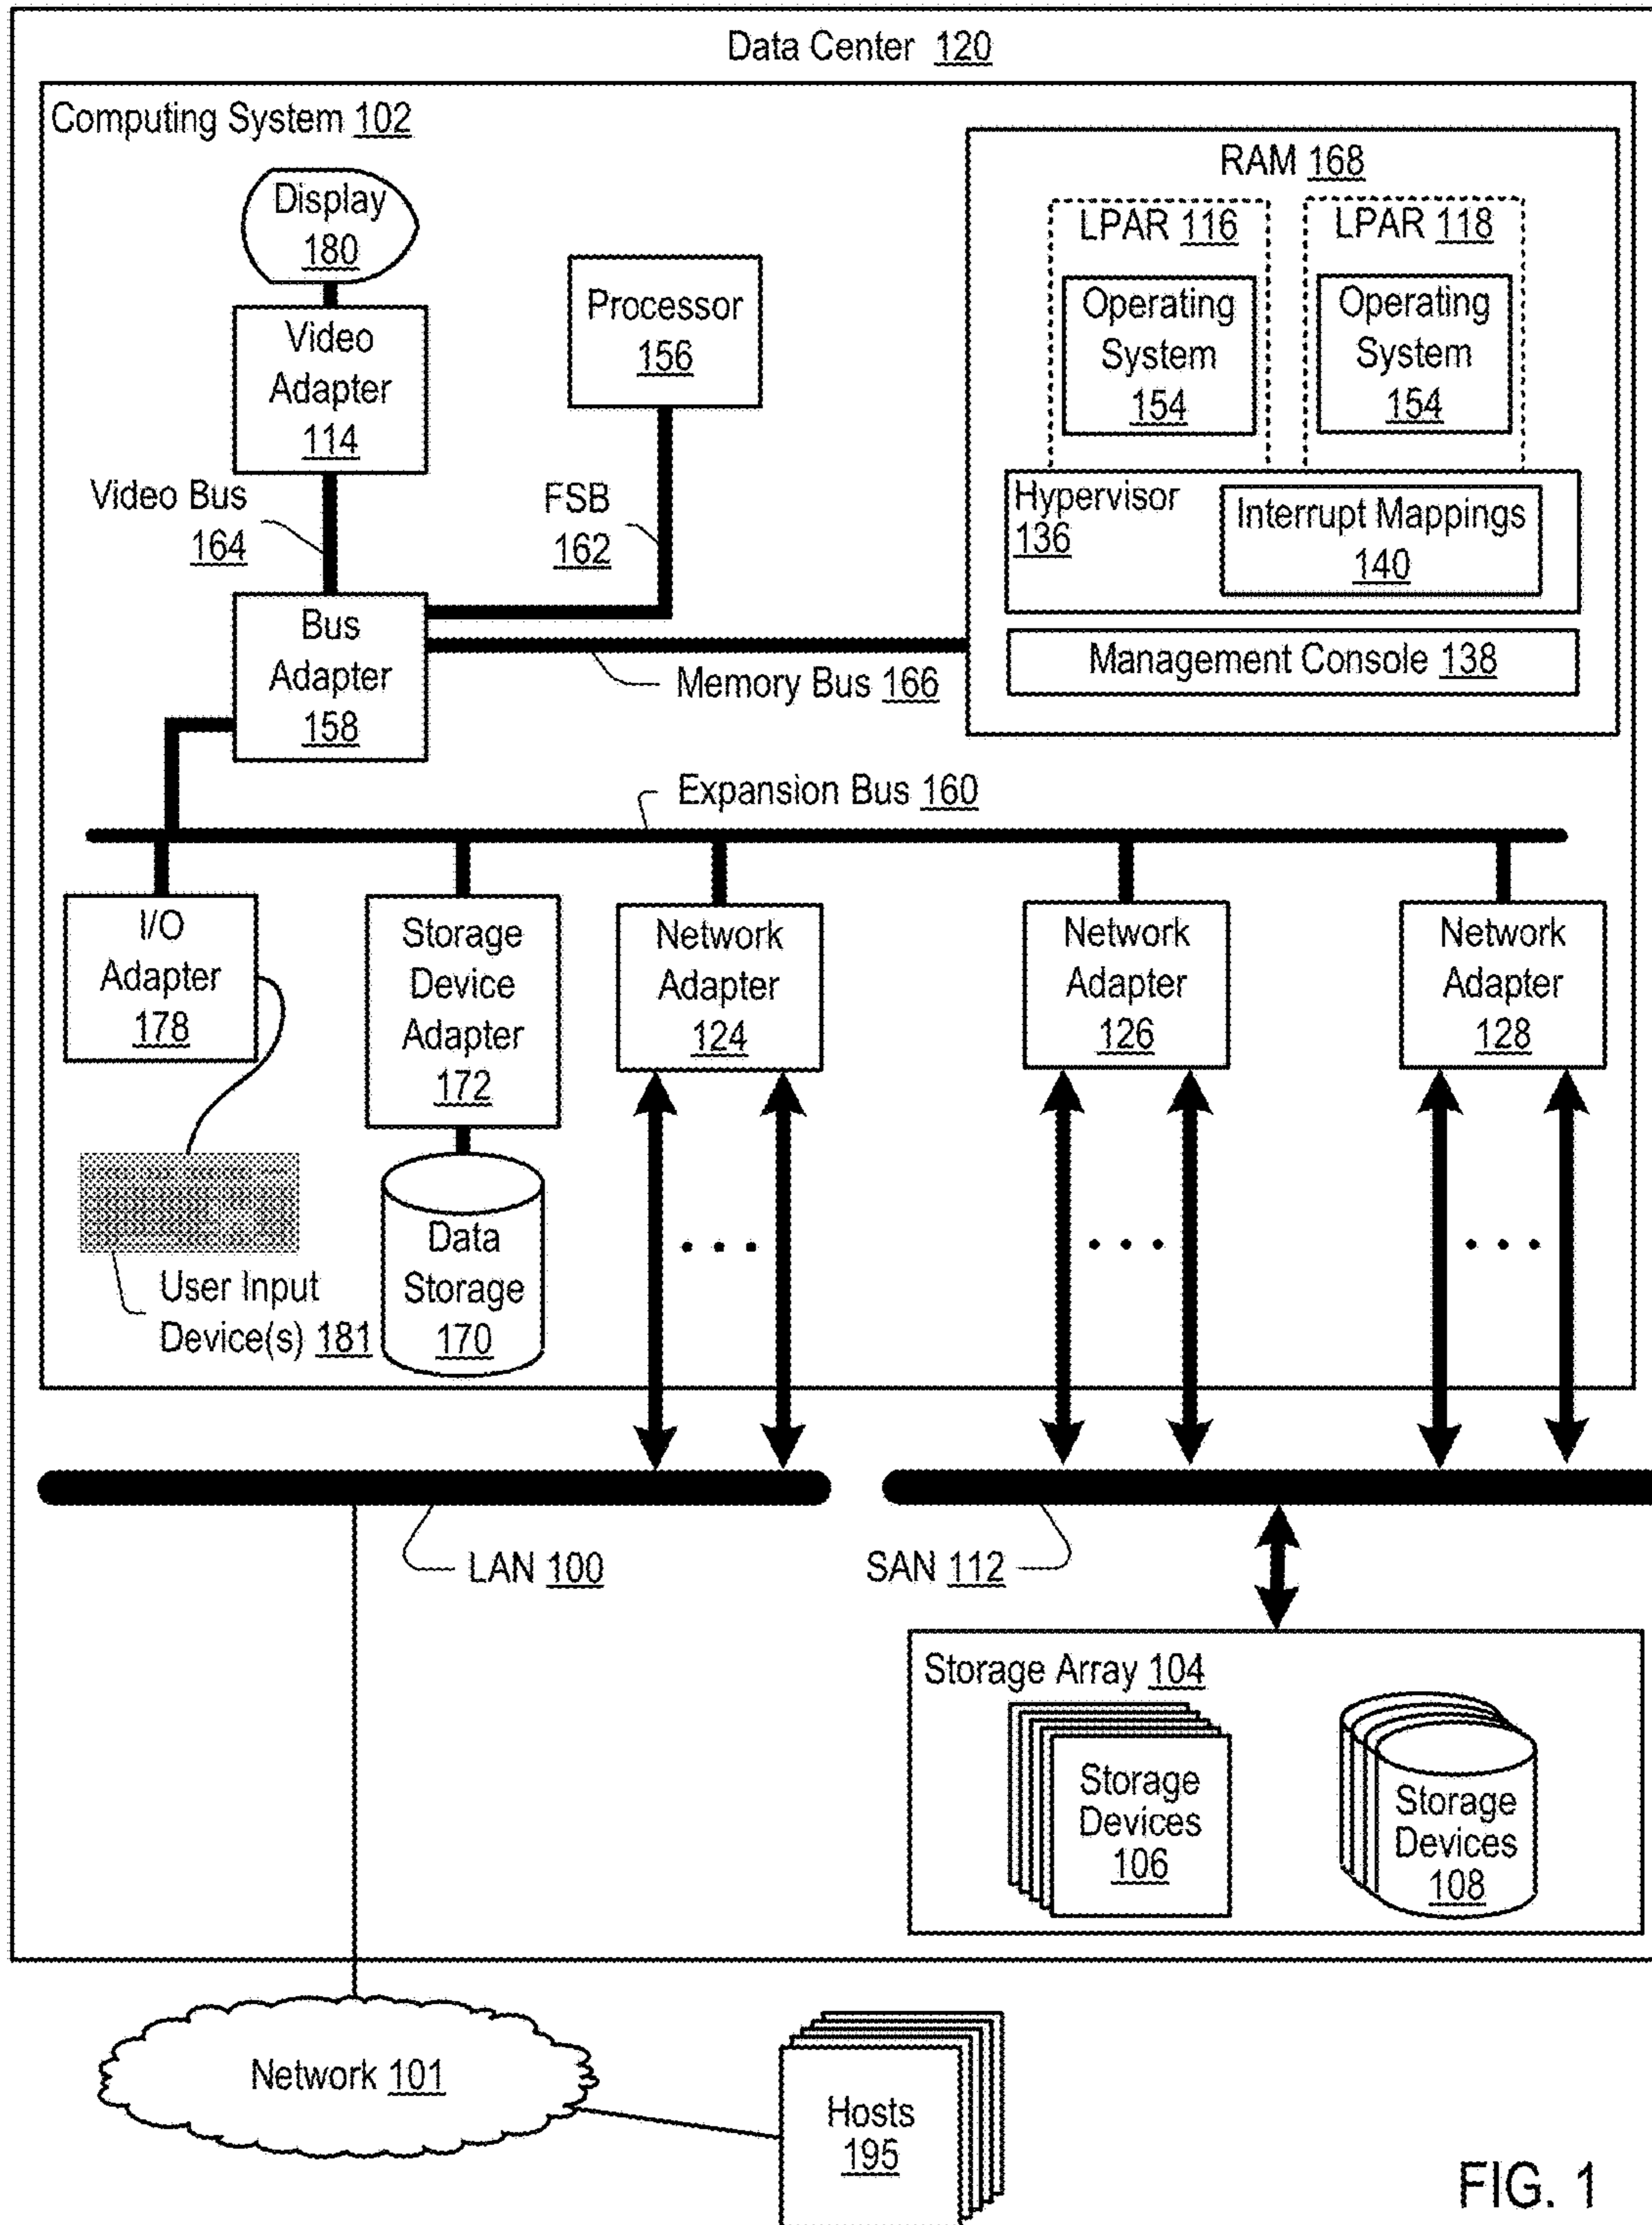 Data Center 120
Computing System 102
Display
180
Video
Adapter
114
Processor
156
RAM 168
LPAR 116
LPAR 118
Operating
System
154
Operating
System
154
Video Bus
164
FSB
162
Hypervisor
136
Interrupt Mappings
140
Bus
Adapter
158
Memory Bus 166
Management Console 138
Expansion Bus 160
I/O
Adapter
178
Storage
Device
Adapter
172
Network
Adapter
124
Network
Adapter
126
Network
Adapter
128
User Input
Device(s) 181
Data
Storage
170
. . .
. . .
. . .
LAN 100
SAN 112
Storage Array 104
Storage
Devices
106
Storage
Devices
108
Network 101
Hosts
195
FIG. 1